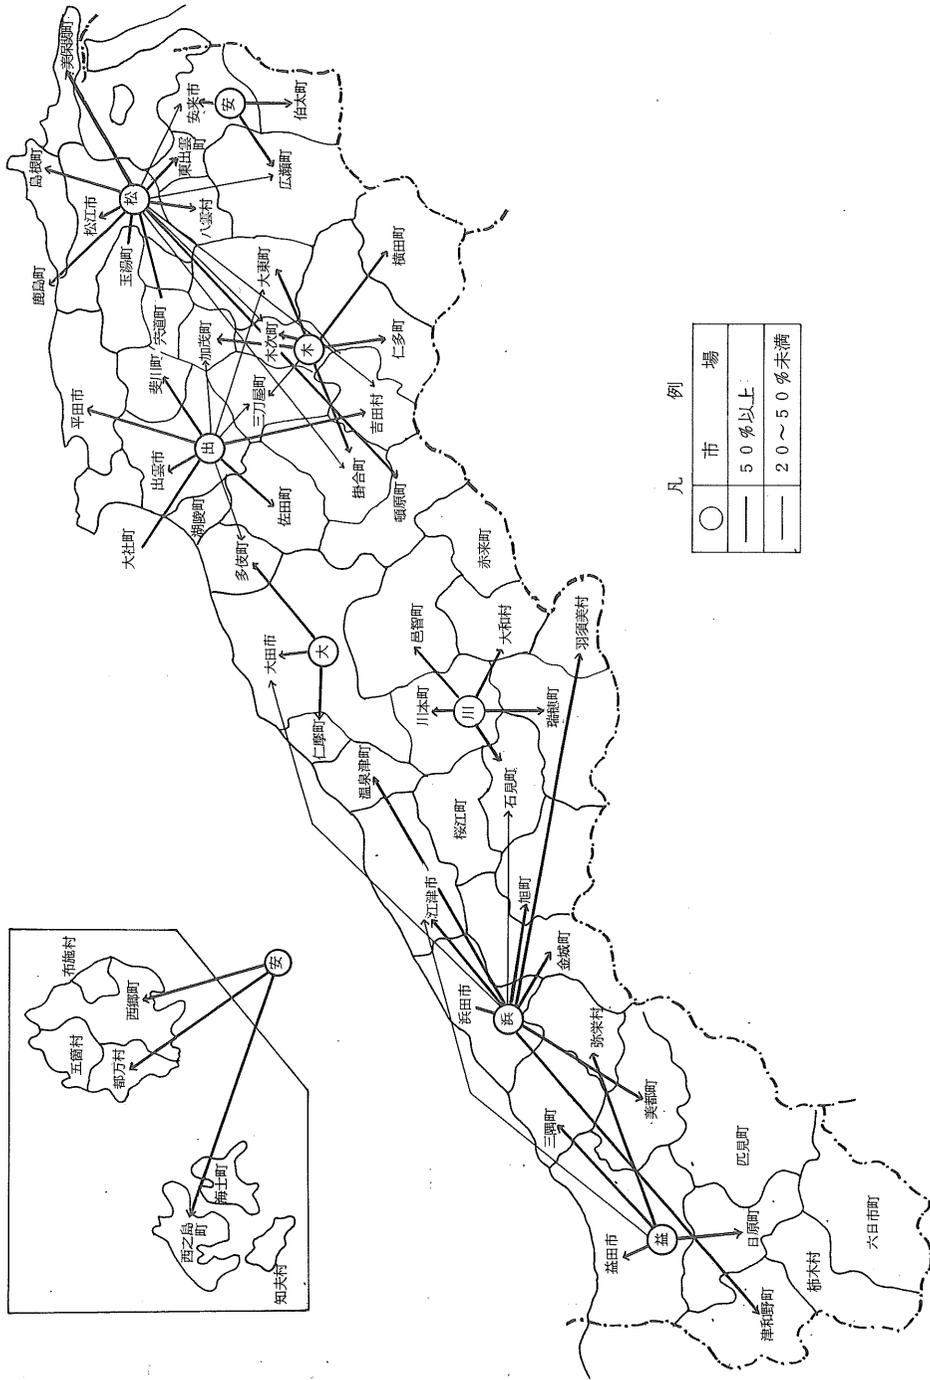 美保関町
島根町
松
松江市
鹿島町
玉湯町
宍道町
八雲村
東出雲町
安来市
安
伯太町
広瀬町
大東町
横田町
仁多町
木
木次町
加茂町
斐川町
三刀屋町
吉田村
掛合町
頓原町
平田市
出
出雲市
大社町
湖陵町
佐田町
多伎町
赤来町
大田市
大
仁摩町
温泉津町
邑智町
大和村
羽須美村
川本町
川
瑞穂町
石見町
桜江町
江津市
旭町
金城町
浜田市
浜
弥栄村
美都町
三隅町
匹見町
益
益田市
日原町
津和野町
柿木村
六日市町
布施村
西郷町
五箇村
都万村
安
海士町
西之島町
知夫村
凡例
市場
50%以上
20～50%未満